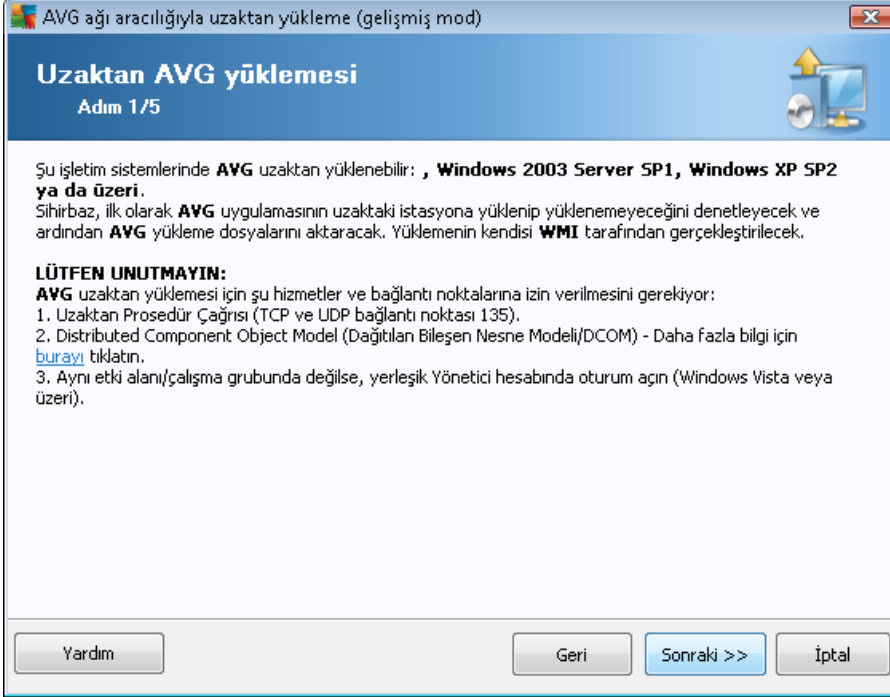 AVG ağı aracılığıyla uzaktan yükleme (gelişmiş mod)
Uzaktan AVG yüklemesi
Adım 1/5
Şu işletim sistemlerinde AVG uzaktan yüklenebilir: , Windows 2003 Server SP1, Windows XP SP2
ya da üzeri.
Sihirbaz, ilk olarak AVG uygulamasının uzaktaki istasyona yüklenip yüklenemeyeceğini denetleyecek ve
ardından AVG yükleme dosyalarını aktaracak. Yüklemenin kendisi WMI tarafından gerçekleştirilecek.
LÜTFEN UNUTMAYIN:
AVG uzaktan yüklemesi için şu hizmetler ve bağlantı noktalarına izin verilmesini gerekiyor:
1. Uzaktan Prosedür Çağrısı (TCP ve UDP bağlantı noktası 135).
2. Distributed Component Object Model (Dağıtılan Bileşen Nesne Modeli/DCOM) - Daha fazla bilgi için
burayı tıklatın.
3. Aynı etki alanı/çalışma grubunda değilse, yerleşik Yönetici hesabında oturum açın (Windows Vista veya
üzeri).
Yardım Geri Sonraki >> İptal